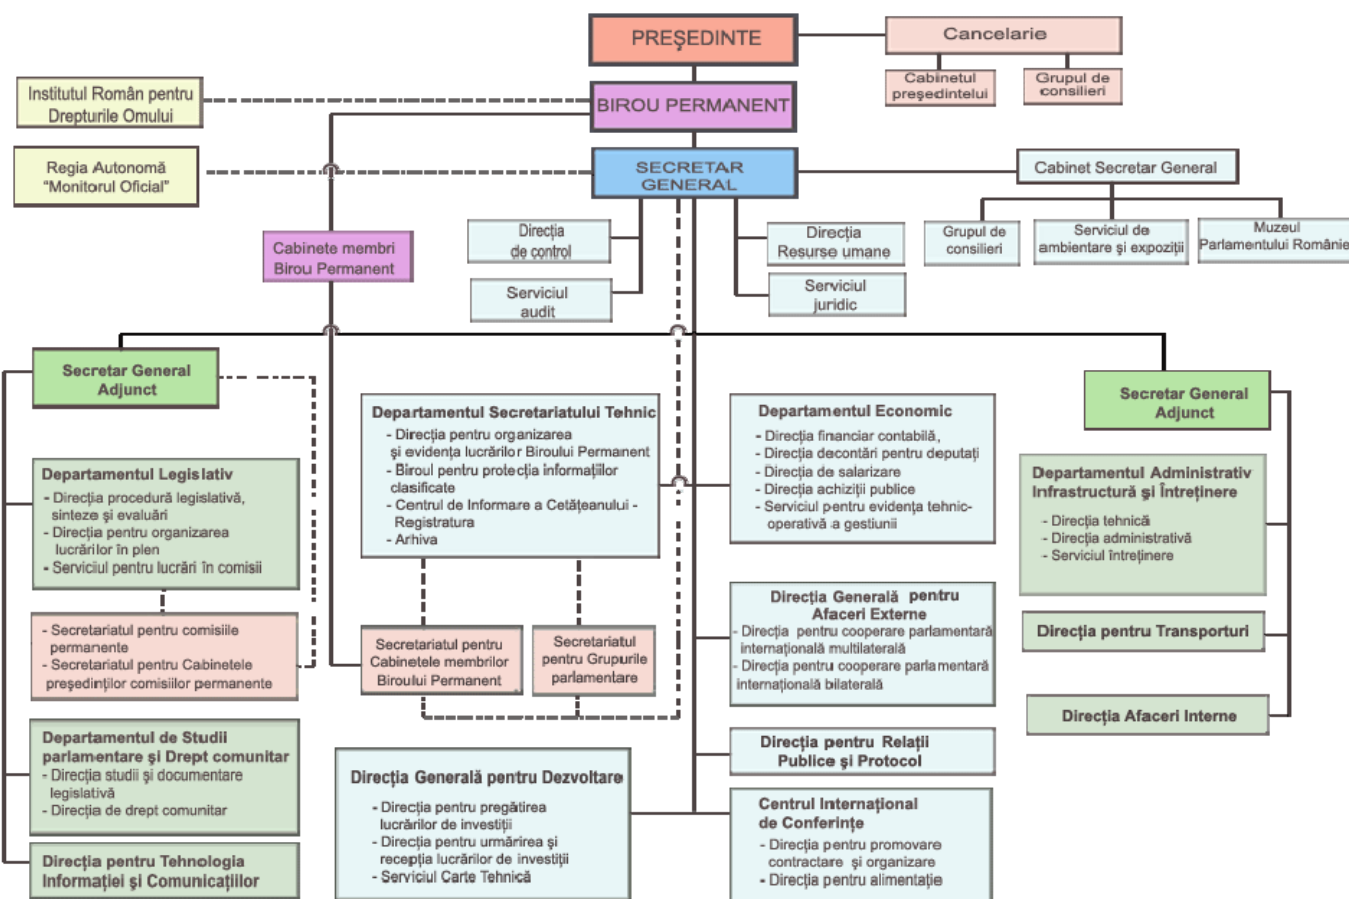 PREŞEDINTE
Cancelarie
Cabinetul
preşedintelui
Grupul de
consilieri
BIROU PERMANENT
Institutul Român pentru
Drepturile Omului
Regia Autonomă
“Monitorul Oficial”
SECRETAR
GENERAL
Cabinet Secretar General
Grupul de
consilieri
Serviciul de
ambientare şi expoziţii
Muzeul
Parlamentului Românie
Direcţia
de control
Direcţia
Resurse umane
Cabinete membri
Birou Permanent
Serviciul
audit
Serviciul
juridic
Secretar General
Adjunct
Secretar General
Adjunct
Departamentul Legislativ
- Direcţia procedură legislativă,
sinteze şi evaluări
- Direcţia pentru organizarea
lucrărilor în plen
- Serviciul pentru lucrări în comisii
- Secretariatul pentru comisiile
permanente
- Secretariatul pentru Cabinetele
preşedinţilor comisiilor permanente
Departamentul de Studii
parlamentare şi Drept comunitar
- Direcţia studii şi documentare
legislativă
- Direcţia de drept comunitar
Direcţia pentru Tehnologia
Informaţiei şi Comunicaţiilor
Departamentul Secretariatului Tehnic
- Direcţia pentru organizarea
şi evidenţa lucrărilor Biroului Permanent
- Biroul pentru protecţia informaţiilor
clasificate
- Centrul de Informare a Cetăţeanului -
Registratura
- Arhiva
Secretariatul pentru
Cabinetele membrilor
Biroului Permanent
Secretariatul
pentru Grupurile
parlamentare
Direcţia Generală pentru Dezvoltare
- Direcţia pentru pregătirea
lucrărilor de investiţii
- Direcţia pentru urmărirea şi
recepţia lucrărilor de investiţii
- Serviciul Carte Tehnică
Departamentul Economic
- Direcţia financiar contabilă,
- Direcţia decontări pentru deputaţi
- Direcţia de salarizare
- Direcţia achiziţii publice
- Serviciul pentru evidenţa tehnic-
operativă a gestiunii
Direcţia Generală pentru
Afaceri Externe
- Direcţia pentru cooperare parlamentară
internaţională multilaterală
- Direcţia pentru cooperare parlamentară
internaţională bilaterală
Direcţia pentru Relaţii
Publice şi Protocol
Centrul Internaţional
de Conferinţe
- Direcţia pentru promovare
contractare şi organizare
- Direcţia pentru alimentaţie
Departamentul Administrativ
Infrastructură şi Întreţinere
- Direcţia tehnică
- Direcţia administrativă
- Serviciul întreţinere
Direcţia pentru Transporturi
Direcţia Afaceri Interne